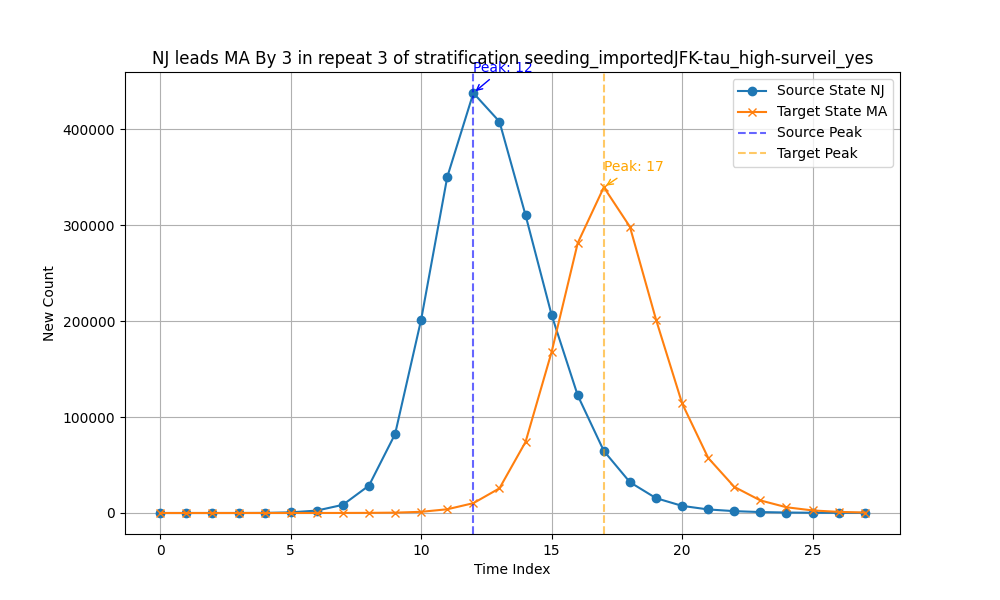 NJ leads MA By 3 in repeat 3 of stratification seeding_importedJFK-tau_high-surveil_yes
Peak: 12
Source State NJ
Target State MA
Source Peak
Target Peak
Peak: 17
New Count
400000
300000
200000
100000
0
0
5
10
15
20
25
Time Index